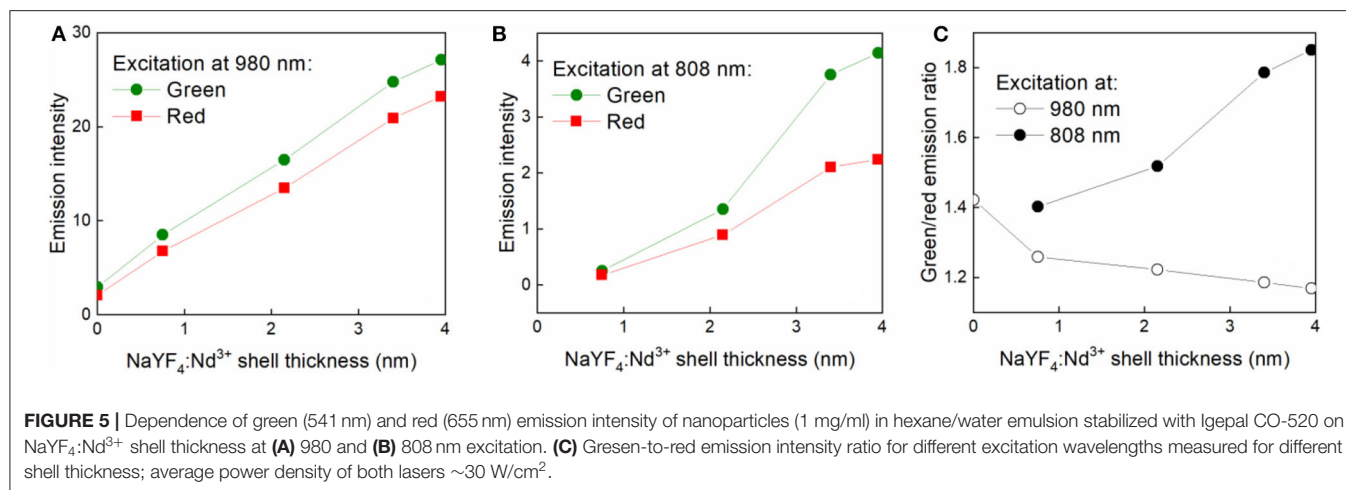 A
30
20
10
0
Emission intensity
Excitation at 980 nm:
Green
Red
0 1 2 3 4
NaYF₄:Nd³⁺ shell thickness (nm)
B
4
3
2
1
0
Emission intensity
Excitation at 808 nm:
Green
Red
0 1 2 3 4
NaYF₄:Nd³⁺ shell thickness (nm)
C
1.8
1.6
1.4
1.2
Green/red emission ratio
Excitation at:
980 nm
808 nm
0 1 2 3 4
NaYF₄:Nd³⁺ shell thickness (nm)
FIGURE 5 | Dependence of green (541 nm) and red (655 nm) emission intensity of nanoparticles (1 mg/ml) in hexane/water emulsion stabilized with Igepal CO-520 on
NaYF₄:Nd³⁺ shell thickness at (A) 980 and (B) 808 nm excitation. (C) Gresen-to-red emission intensity ratio for different excitation wavelengths measured for different
shell thickness; average power density of both lasers ∼30 W/cm².